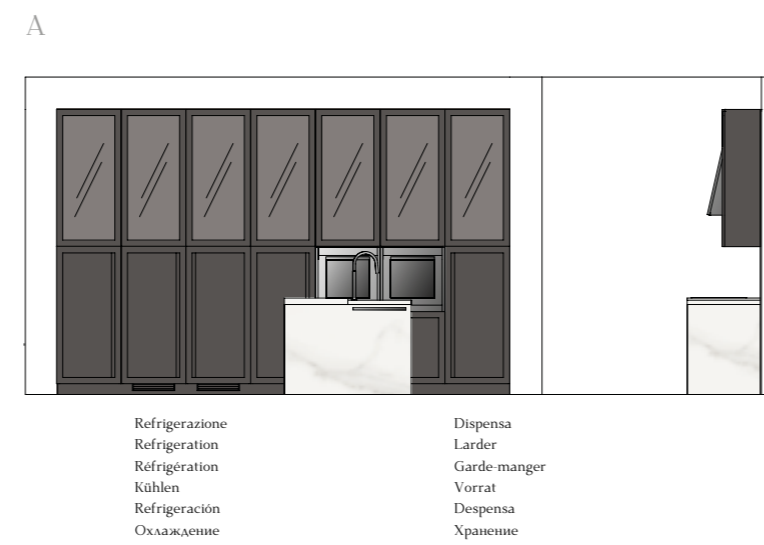 A
Refrigerazione
Refrigeration
Réfrigération
Kühlen
Refrigeración
Охлаждение
Dispensa
Larder
Garde-manger
Vorrat
Despensa
Хранение